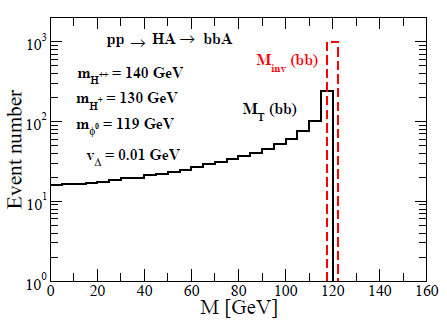 pp → HA → bbA
M_inv (bb)
m_H++ = 140 GeV
m_H+ = 130 GeV
M_T (bb)
m_ϕ^0 = 119 GeV
v_Δ = 0.01 GeV
Event number
10^3
10^2
10^1
10^0
0 20 40 60 80 100 120 140 160
M [GeV]